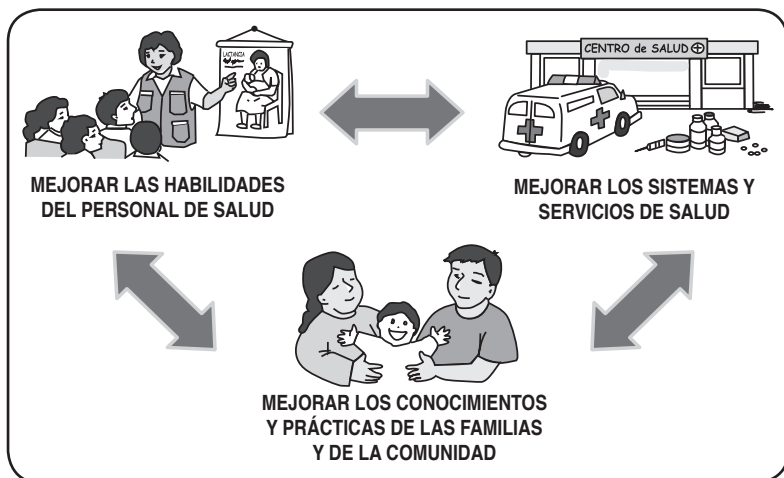 LACTANCIA
CENTRO de SALUD
MEJORAR LAS HABILIDADES
DEL PERSONAL DE SALUD
MEJORAR LOS SISTEMAS Y
SERVICIOS DE SALUD
MEJORAR LOS CONOCIMIENTOS
Y PRÁCTICAS DE LAS FAMILIAS
Y DE LA COMUNIDAD